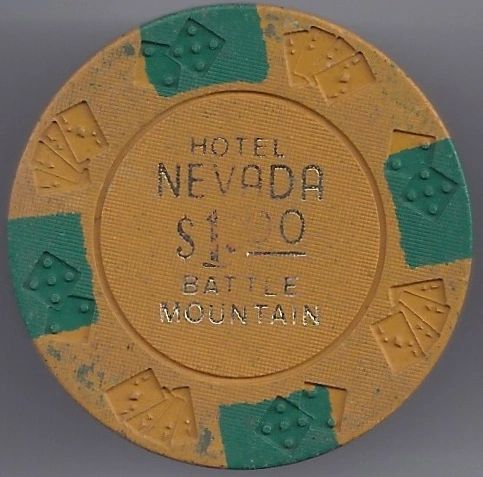 HOTEL
NEVADA
$1.00
BATTLE
MOUNTAIN